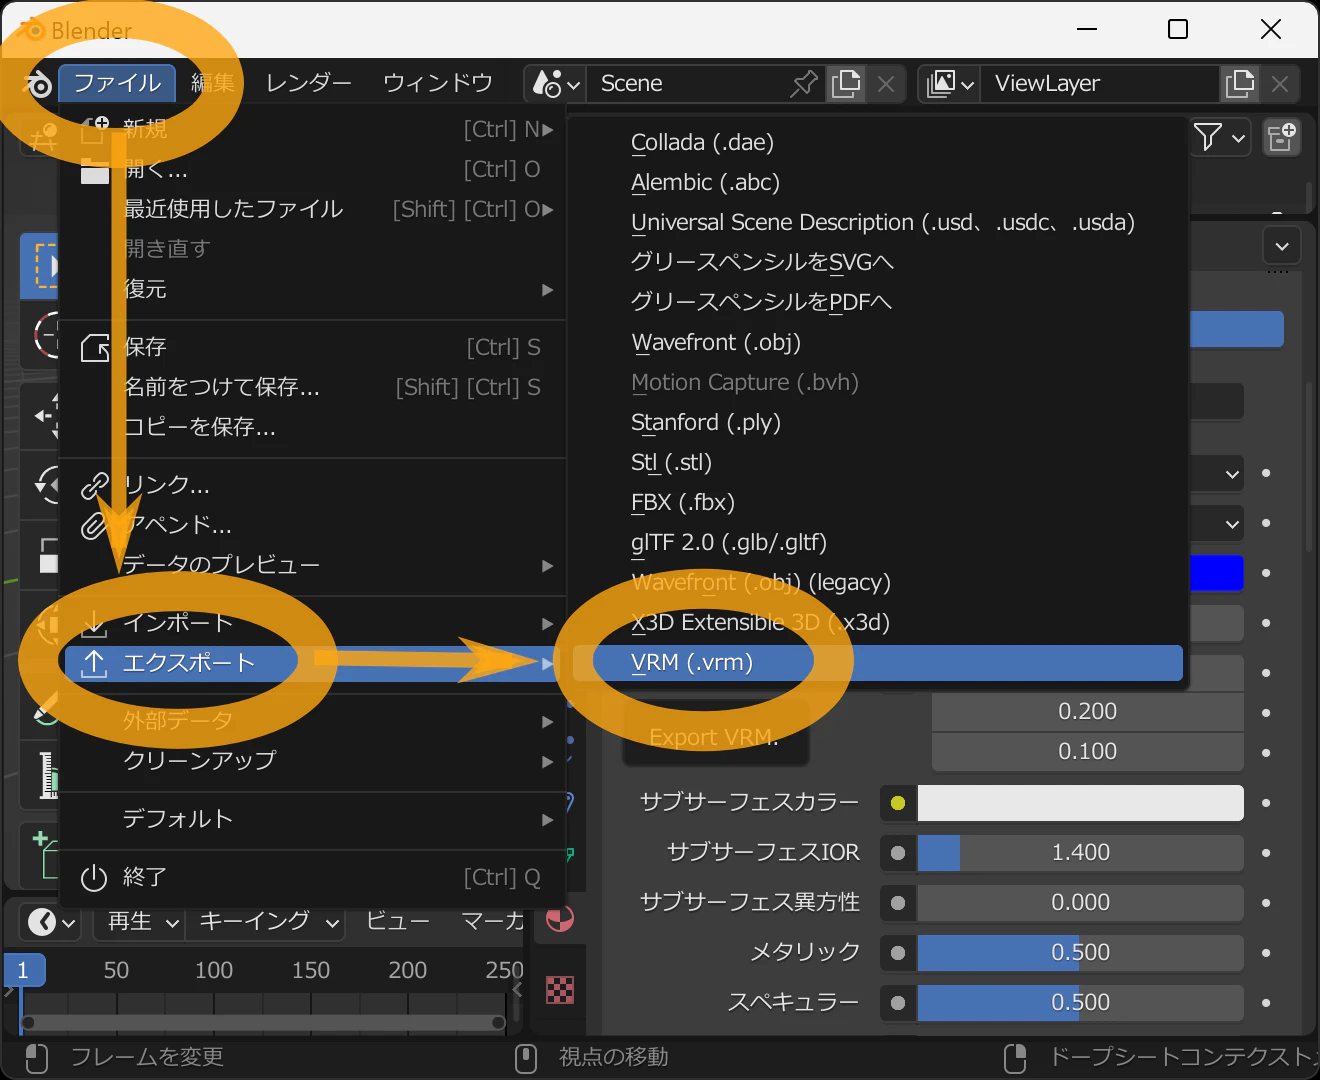 Blender
ファイル 編集 レンダー ウィンドウ Scene ViewLayer
新規 [Ctrl] N
開く... [Ctrl] O
最近使用したファイル [Shift] [Ctrl] O
開き直す
復元
保存 [Ctrl] S
名前をつけて保存... [Shift] [Ctrl] S
コピーを保存...
リンク...
アペンド...
データのプレビュー
インポート
エクスポート
外部データ
クリーンアップ
デフォルト
終了 [Ctrl] Q
Collada (.dae)
Alembic (.abc)
Universal Scene Description (.usd、.usdc、.usda)
グリースペンシルをSVGへ
グリースペンシルをPDFへ
Wavefront (.obj)
Motion Capture (.bvh)
Stanford (.ply)
Stl (.stl)
FBX (.fbx)
glTF 2.0 (.glb/.gltf)
Wavefront (.obj) (legacy)
X3D Extensible 3D (.x3d)
VRM (.vrm)
Export VRM.
0.200
0.100
サブサーフェスカラー
サブサーフェスIOR 1.400
サブサーフェス異方性 0.000
メタリック 0.500
スペキュラー 0.500
再生 キーイング ビュー マーカ
1 50 100 150 200 250
フレームを変更 視点の移動 ドープシートコンテクスト